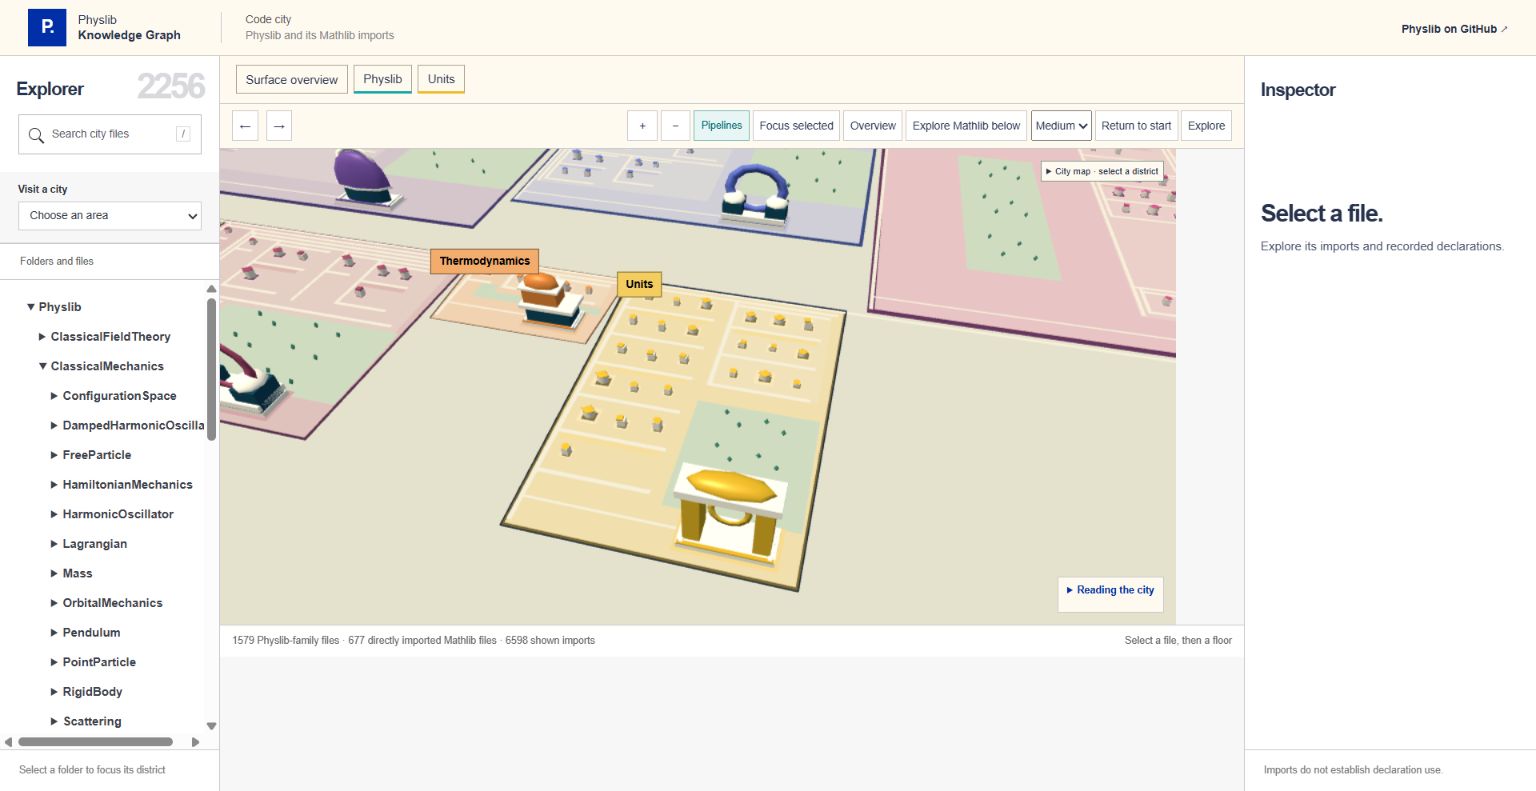 P.
Physlib
Knowledge Graph
Code city
Physlib and its Mathlib imports
Physlib on GitHub ↗
Explorer
2256
Search city files
/
Visit a city
Choose an area
Folders and files
▼ Physlib
▶ ClassicalFieldTheory
▼ ClassicalMechanics
▶ ConfigurationSpace
▶ DampedHarmonicOscilla
▶ FreeParticle
▶ HamiltonianMechanics
▶ HarmonicOscillator
▶ Lagrangian
▶ Mass
▶ OrbitalMechanics
▶ Pendulum
▶ PointParticle
▶ RigidBody
▶ Scattering
Select a folder to focus its district
Surface overview
Physlib
Units
← → + − Pipelines Focus selected Overview Explore Mathlib below Medium Return to start Explore
▶ City map · select a district
Thermodynamics
Units
▶ Reading the city
1579 Physlib-family files · 677 directly imported Mathlib files · 6598 shown imports
Select a file, then a floor
Inspector
Select a file.
Explore its imports and recorded declarations.
Imports do not establish declaration use.